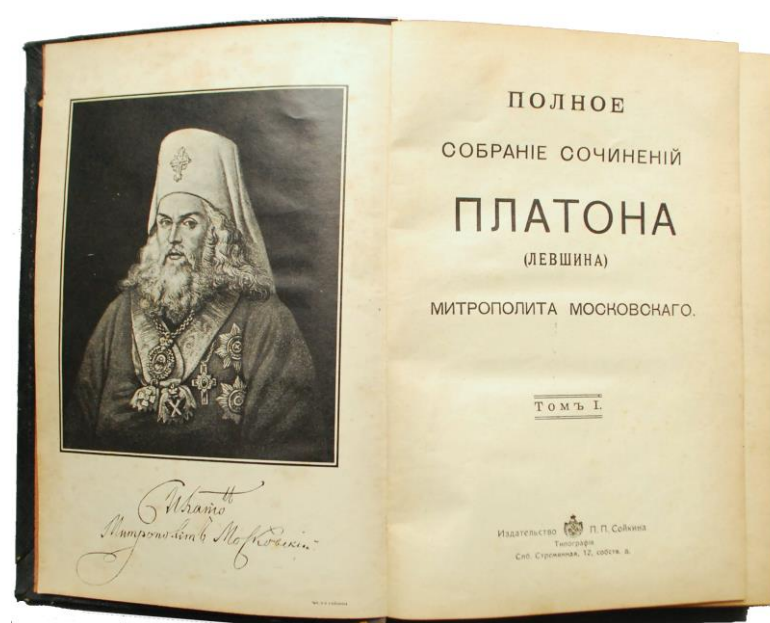 Платонъ
Митрополитъ Московскій
ПОЛНОЕ
СОБРАНІЕ СОЧИНЕНІЙ
ПЛАТОНА
(ЛЕВШИНА)
МИТРОПОЛИТА МОСКОВСКАГО.
Томъ I.
Издательство П. П. Сойкина
Типографія
Спб. Стремянная, 12, собств. д.